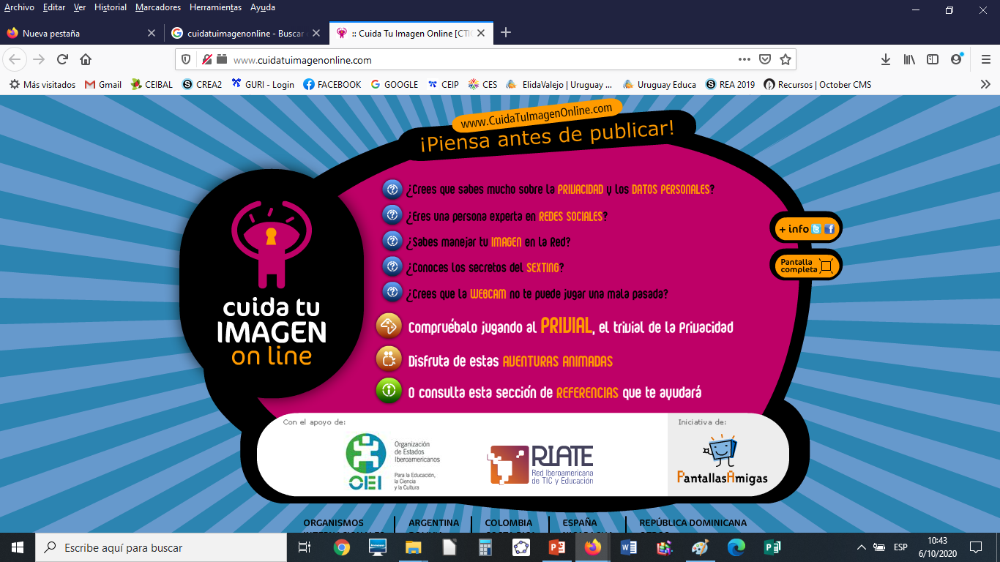 Archivo Editar Ver Historial Marcadores Herramientas Ayuda
Nueva pestaña
cuidatuimagenonline - Buscar
:: Cuida Tu Imagen Online [CTI
www.cuidatuimagenonline.com
Más visitados Gmail CEIBAL CREA2 GURI - Login FACEBOOK GOOGLE CEIP CES ElidaValejo | Uruguay ... Uruguay Educa REA 2019 Recursos | October CMS
www.CuidaTuImagenOnline.com
¡Piensa antes de publicar!
¿Crees que sabes mucho sobre la PRIVACIDAD y los DATOS PERSONALES?
¿Eres una persona experta en REDES SOCIALES?
¿Sabes manejar tu IMAGEN en la Red?
¿Conoces los secretos del SEXTING?
¿Crees que la WEBCAM no te puede jugar una mala pasada?
Compruébalo jugando al PRIVIAL, el trivial de la Privacidad
Disfruta de estas AVENTURAS ANIMADAS
O consulta esta sección de REFERENCIAS que te ayudará
cuida tu
IMAGEN
on line
+ info
Pantalla
completa
Con el apoyo de:
OEI
Organización
de Estados
Iberoamericanos
Para la Educación,
la Ciencia
y la Cultura
RIATE
Red Iberoamericana
de TIC y Educación
Iniciativa de:
PantallasAmigas
ORGANISMOS ARGENTINA COLOMBIA ESPAÑA REPÚBLICA DOMINICANA
Escribe aquí para buscar
ESP
10:43
6/10/2020